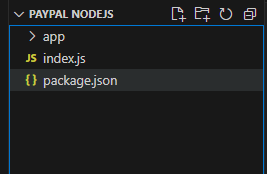 PAYPAL NODEJS
app
JS index.js
{} package.json